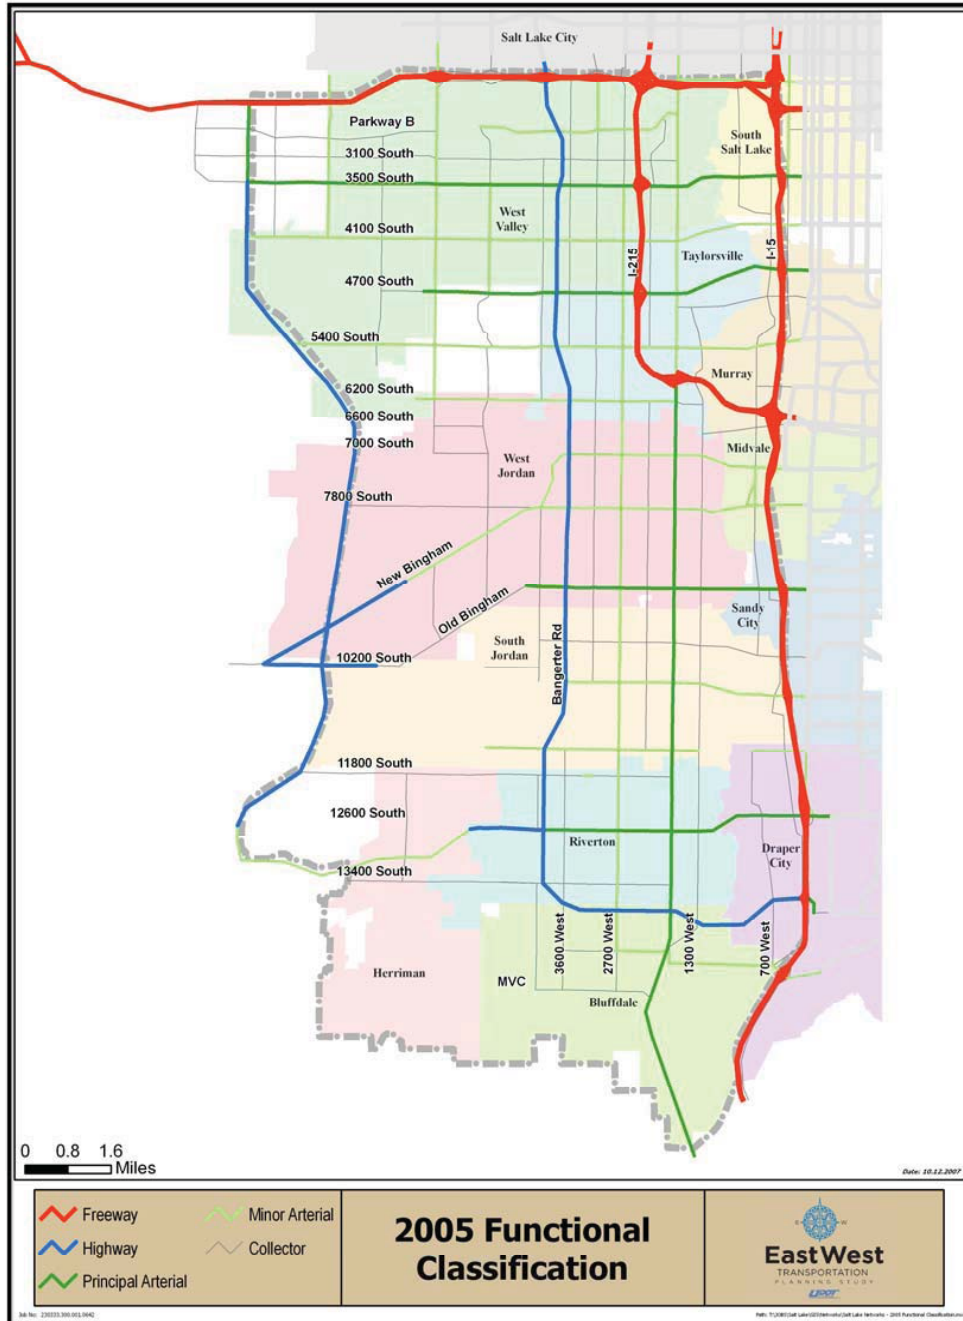 Salt Lake City
Parkway B
South
Salt Lake
3100 South
3500 South
West
Valley
4100 South
I-215
Taylorsville
I-15
4700 South
5400 South
Murray
6200 South
6600 South
7000 South
Midvale
West
Jordan
7800 South
New Bingham
Old Bingham
Sandy
City
South
Jordan
10200 South
Bangerter Rd
11800 South
12600 South
Riverton
Draper
City
13400 South
3600 West
2700 West
1300 West
700 West
Herriman
MVC
Bluffdale
0 0.8 1.6
Miles
Date: 10.12.2007
Freeway
Highway
Principal Arterial
Minor Arterial
Collector
2005 Functional
Classification
E W
EastWest
TRANSPORTATION
PLANNING STUDY
UDOT